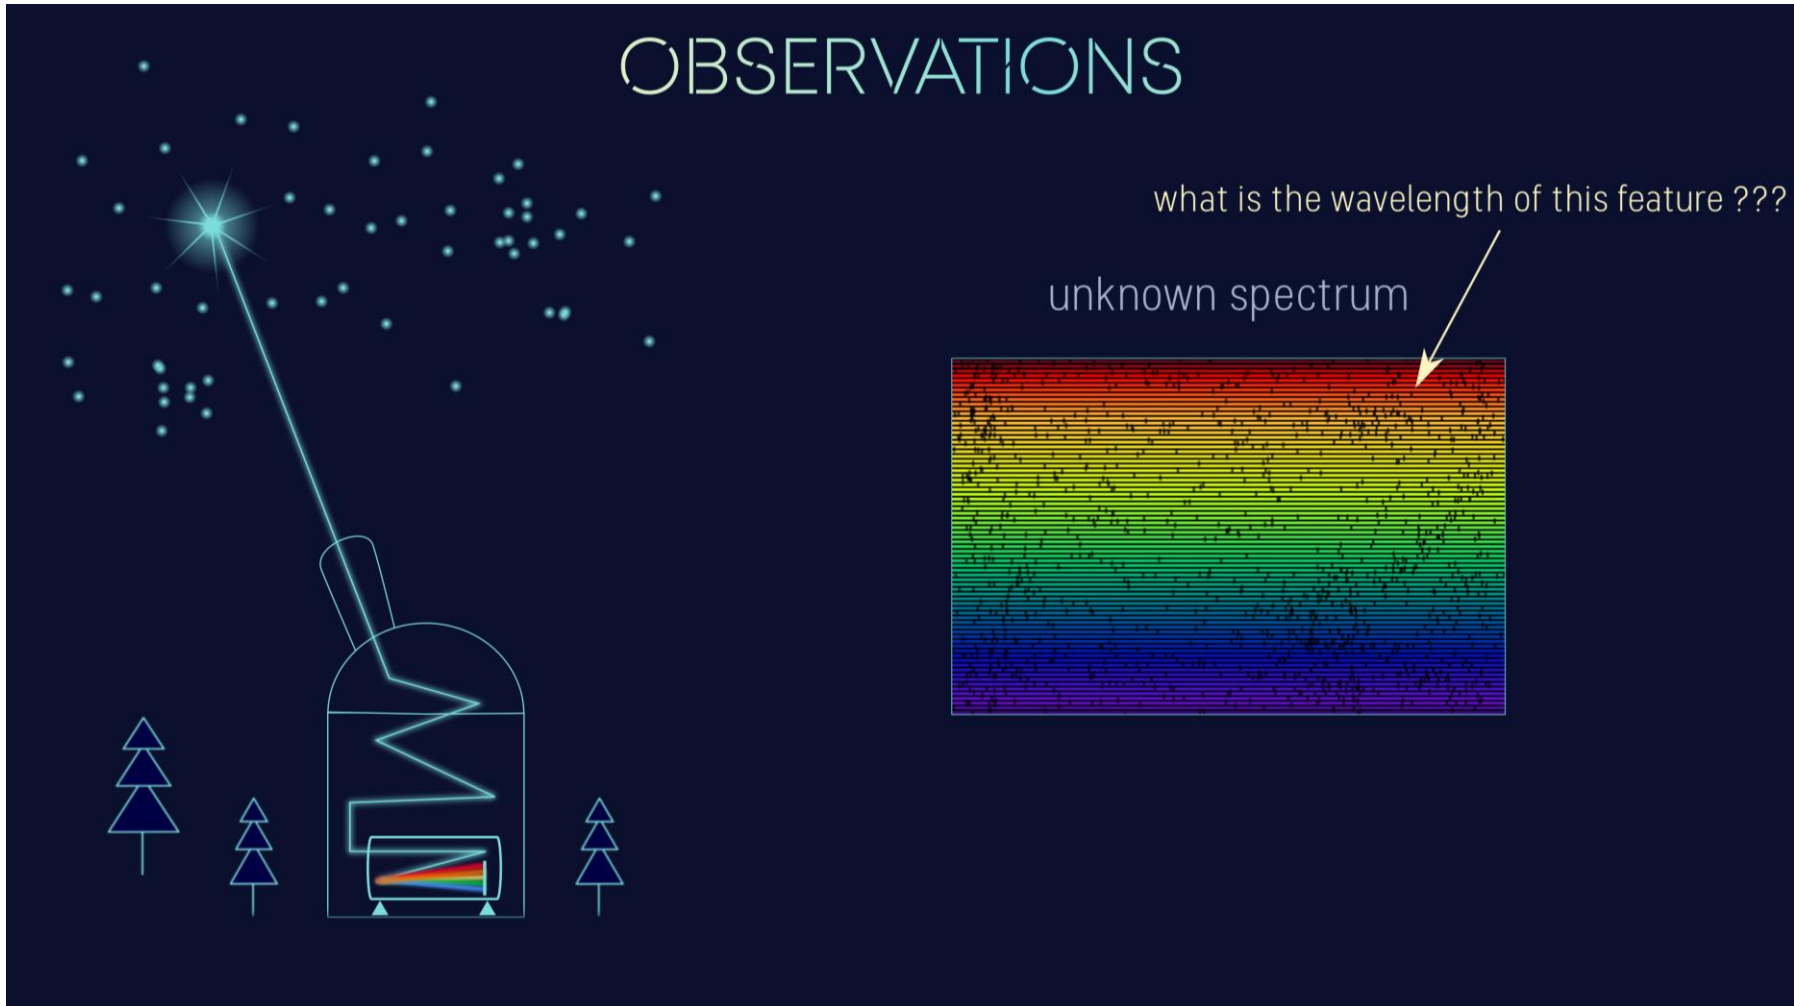 OBSERVATIONS
what is the wavelength of this feature ???
unknown spectrum